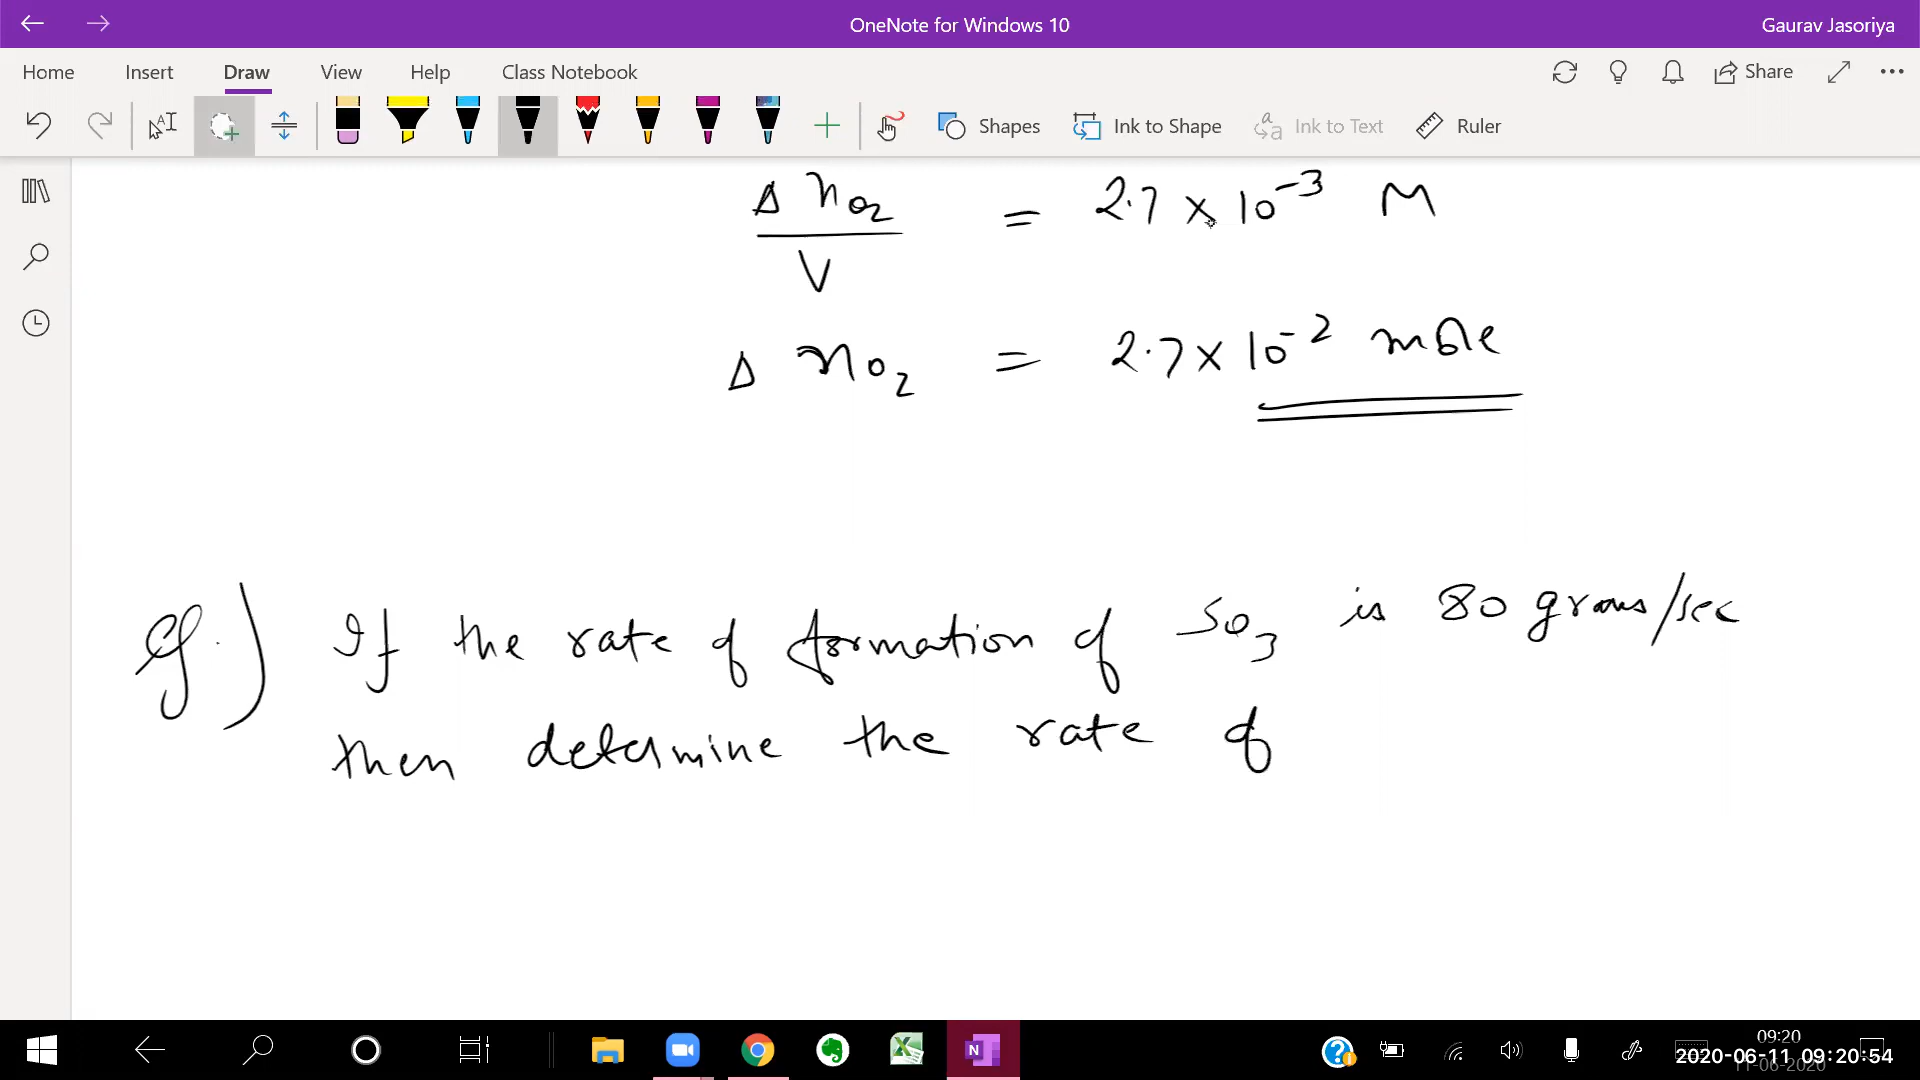 OneNote for Windows 10
Gaurav Jasoriya
Home Insert Draw View Help Class Notebook Share
Shapes Ink to Shape Ink to Text Ruler
Δ nO2 / V = 2.7 × 10^-3 M
Δ nO2 = 2.7 × 10^-2 mole
If the rate of formation of SO3 is 80 grams/sec
then determine the rate of
09:20
2020-06-11 09:20:54
11-06-2020